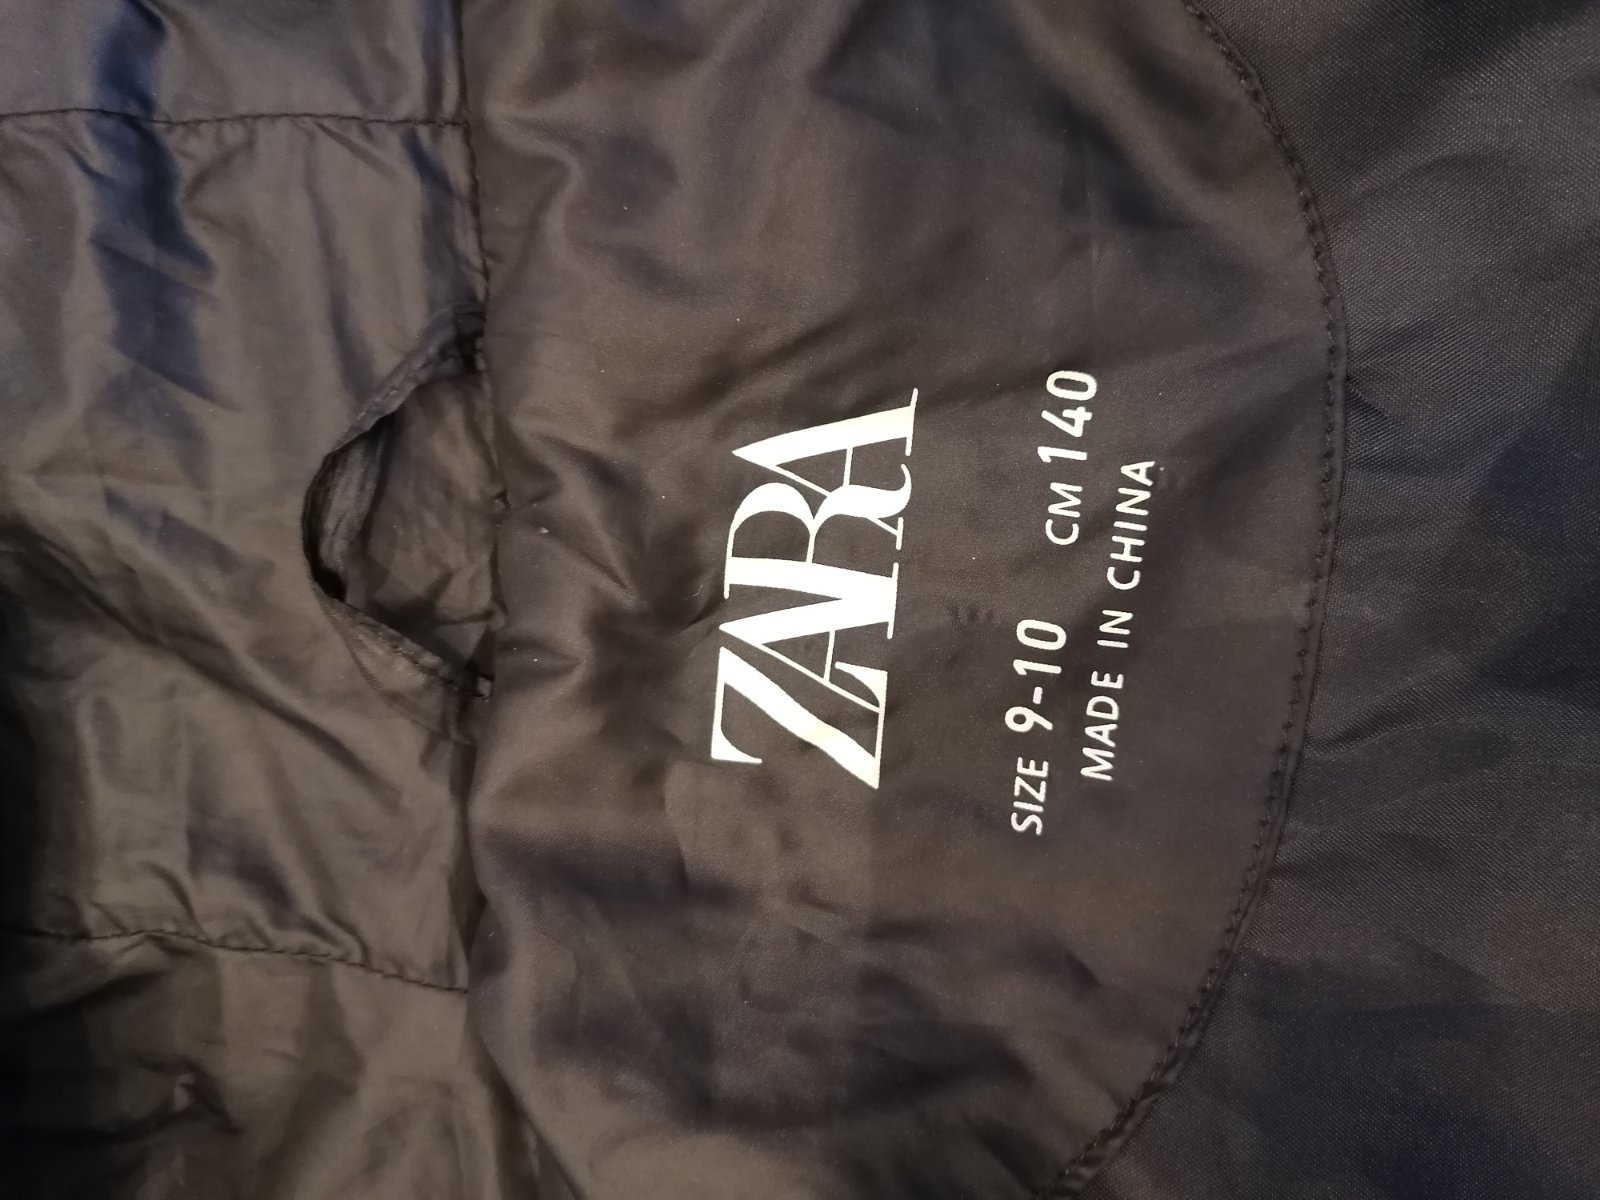 ZARA
SIZE 9-10 CM 140
MADE IN CHINA